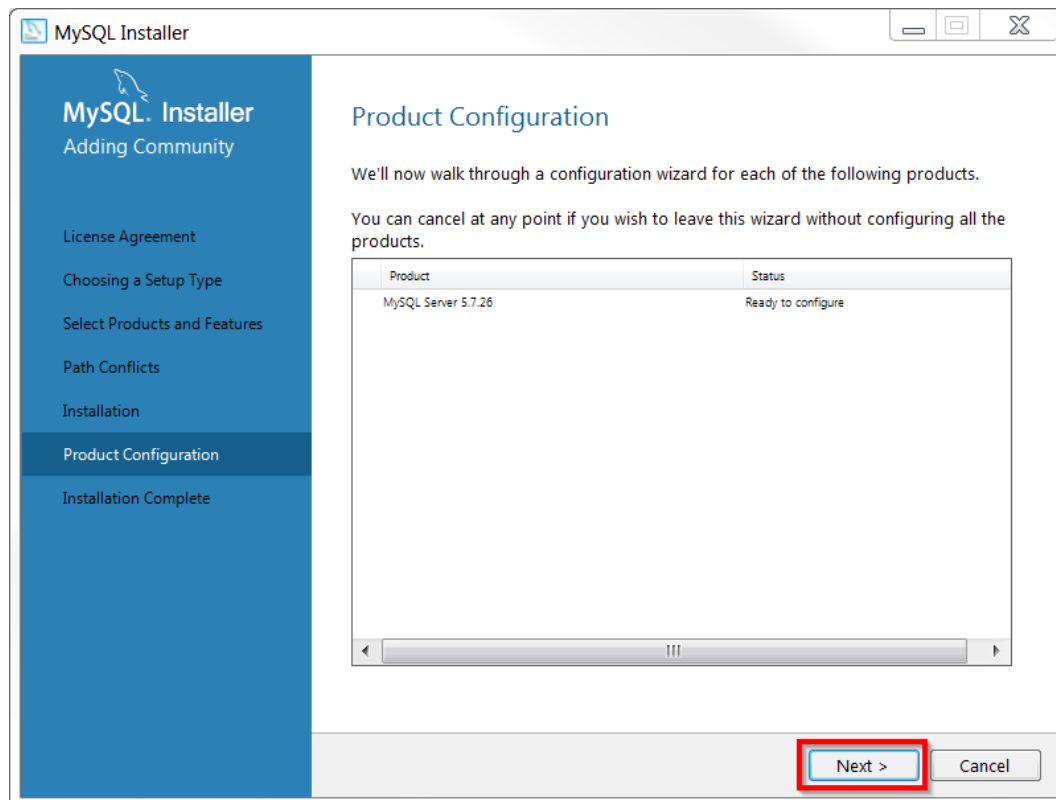 MySQL Installer
MySQL. Installer
Adding Community
License Agreement
Choosing a Setup Type
Select Products and Features
Path Conflicts
Installation
Product Configuration
Installation Complete
Product Configuration
We'll now walk through a configuration wizard for each of the following products.
You can cancel at any point if you wish to leave this wizard without configuring all the
products.
Product Status
MySQL Server 5.7.26 Ready to configure
Next > Cancel